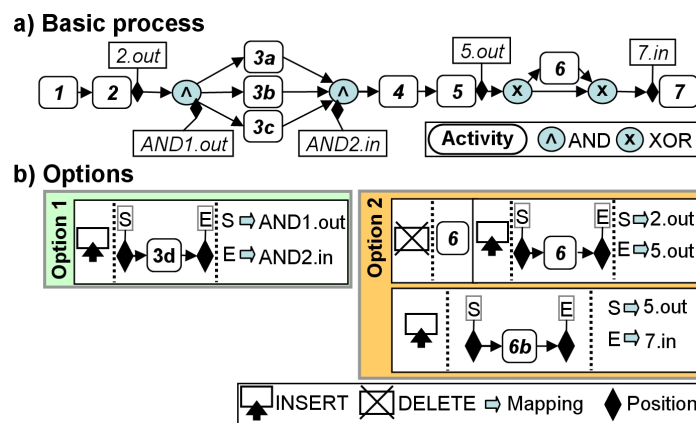 a) Basic process
2.out
5.out
7.in
3a
6
1 2 ^ 3b ^ 4 5 x x 7
3c
AND1.out AND2.in
Activity ^ AND x XOR
b) Options
Option 1
S E
3d
S AND1.out
E AND2.in
Option 2
6
S E
6
S 2.out
E 5.out
S E
6b
S 5.out
E 7.in
INSERT DELETE Mapping Position